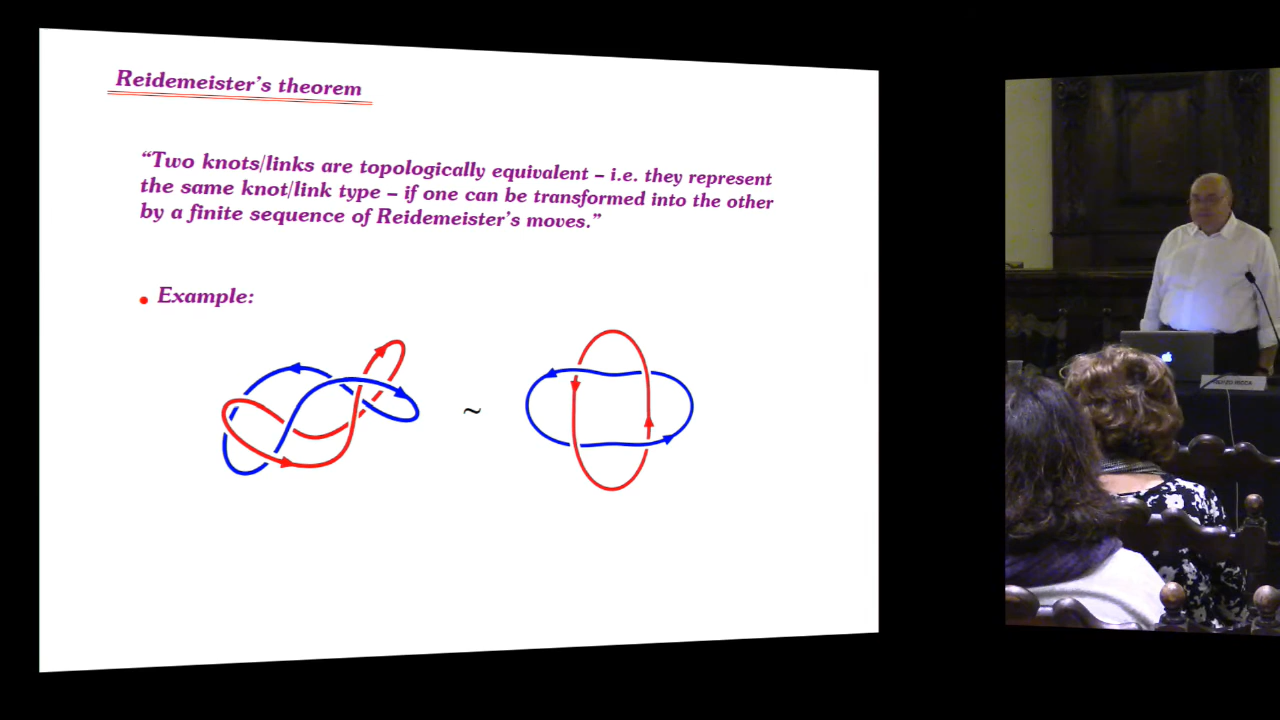 Reidemeister's theorem
“Two knots/links are topologically equivalent – i.e. they represent
the same knot/link type – if one can be transformed into the other
by a finite sequence of Reidemeister's moves.”
• Example:
~